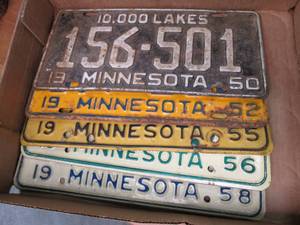 10,000 LAKES
156-501
19 MINNESOTA 50
19 MINNESOTA 52
19 MINNESOTA 55
MINNESOTA 56
19 MINNESOTA 58